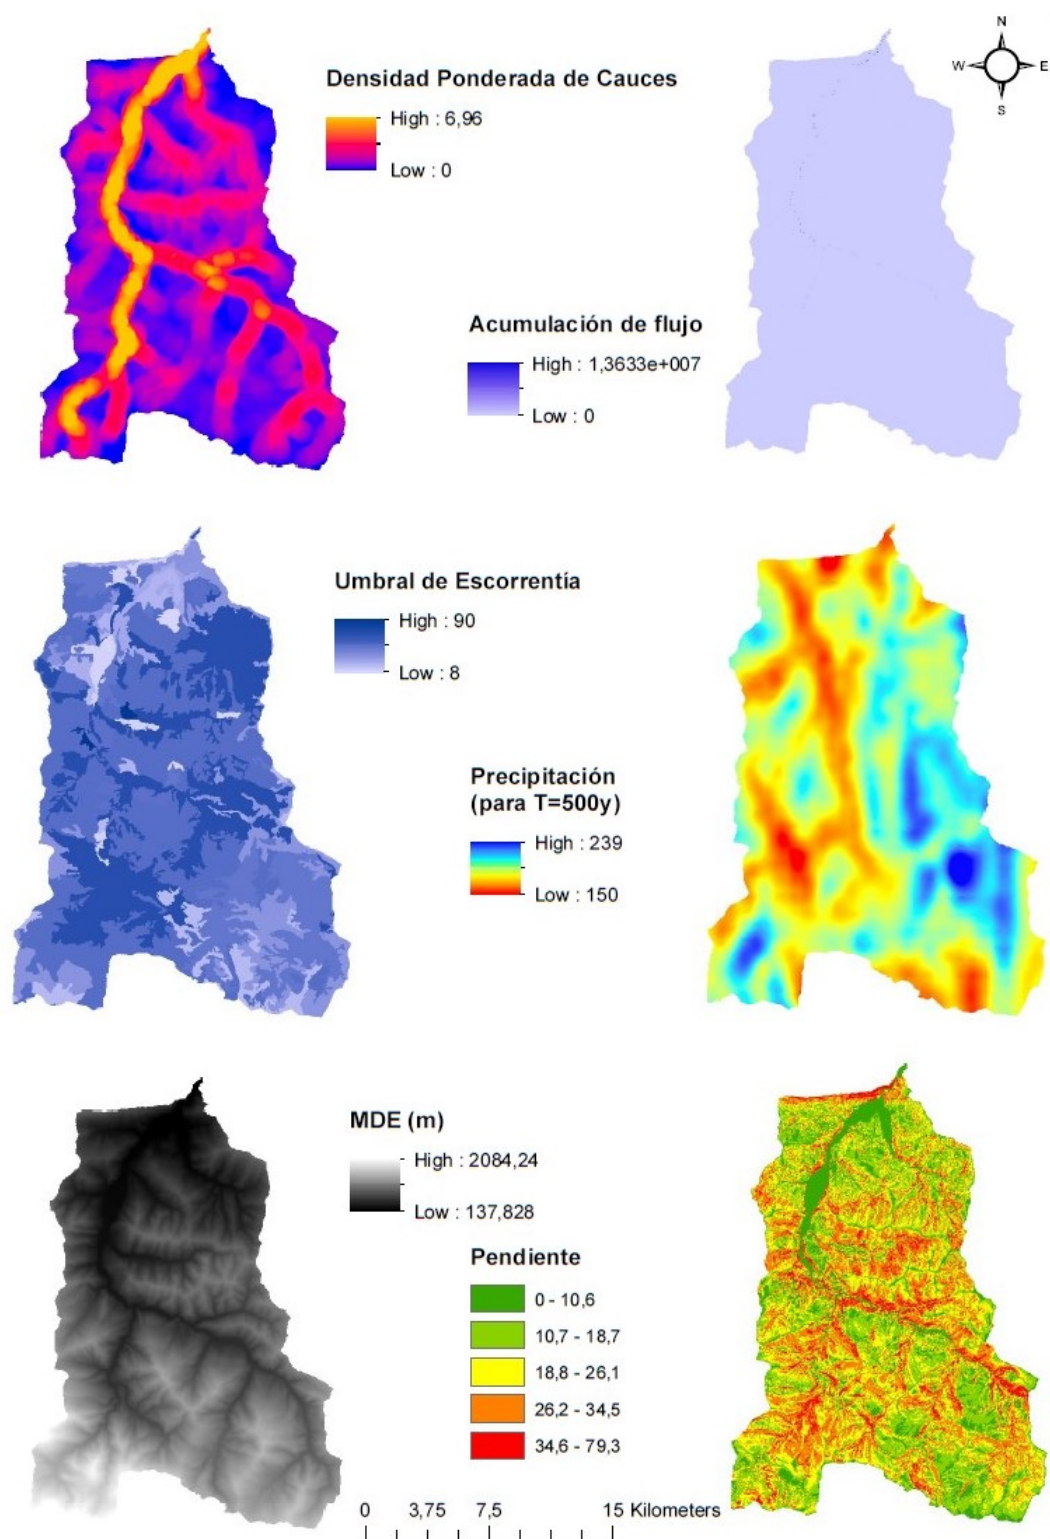 N
W E
S
Densidad Ponderada de Cauces
High : 6,96
Low : 0
Acumulación de flujo
High : 1,3633e+007
Low : 0
Umbral de Escorrentía
High : 90
Low : 8
Precipitación
(para T=500y)
High : 239
Low : 150
MDE (m)
High : 2084,24
Low : 137,828
Pendiente
0 - 10,6
10,7 - 18,7
18,8 - 26,1
26,2 - 34,5
34,6 - 79,3
0 3,75 7,5 15 Kilometers